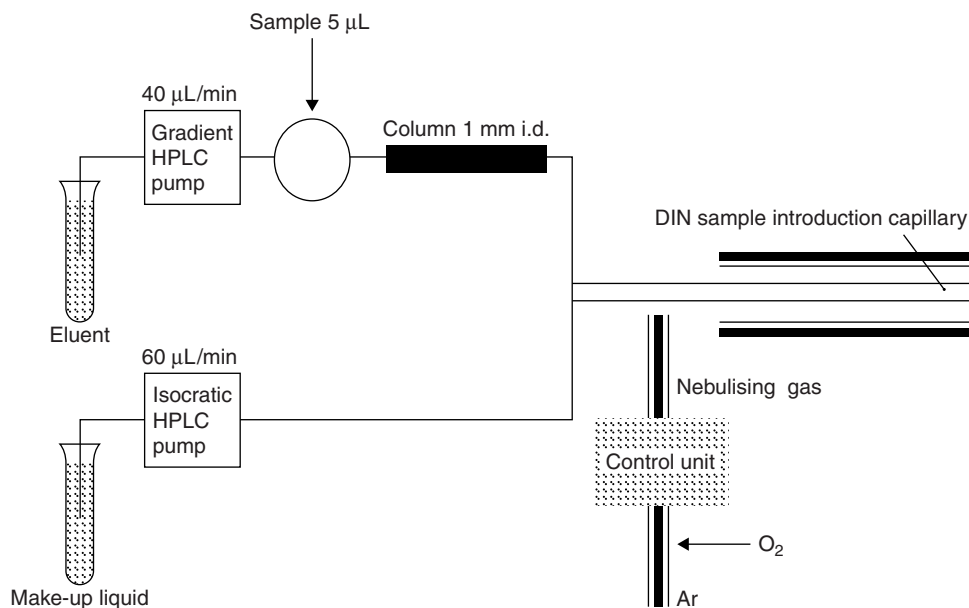 Sample 5 μL
40 μL/min
Gradient
HPLC
pump
Column 1 mm i.d.
DIN sample introduction capillary
Eluent
60 μL/min
Isocratic
HPLC
pump
Nebulising gas
Control unit
O₂
Make-up liquid
Ar